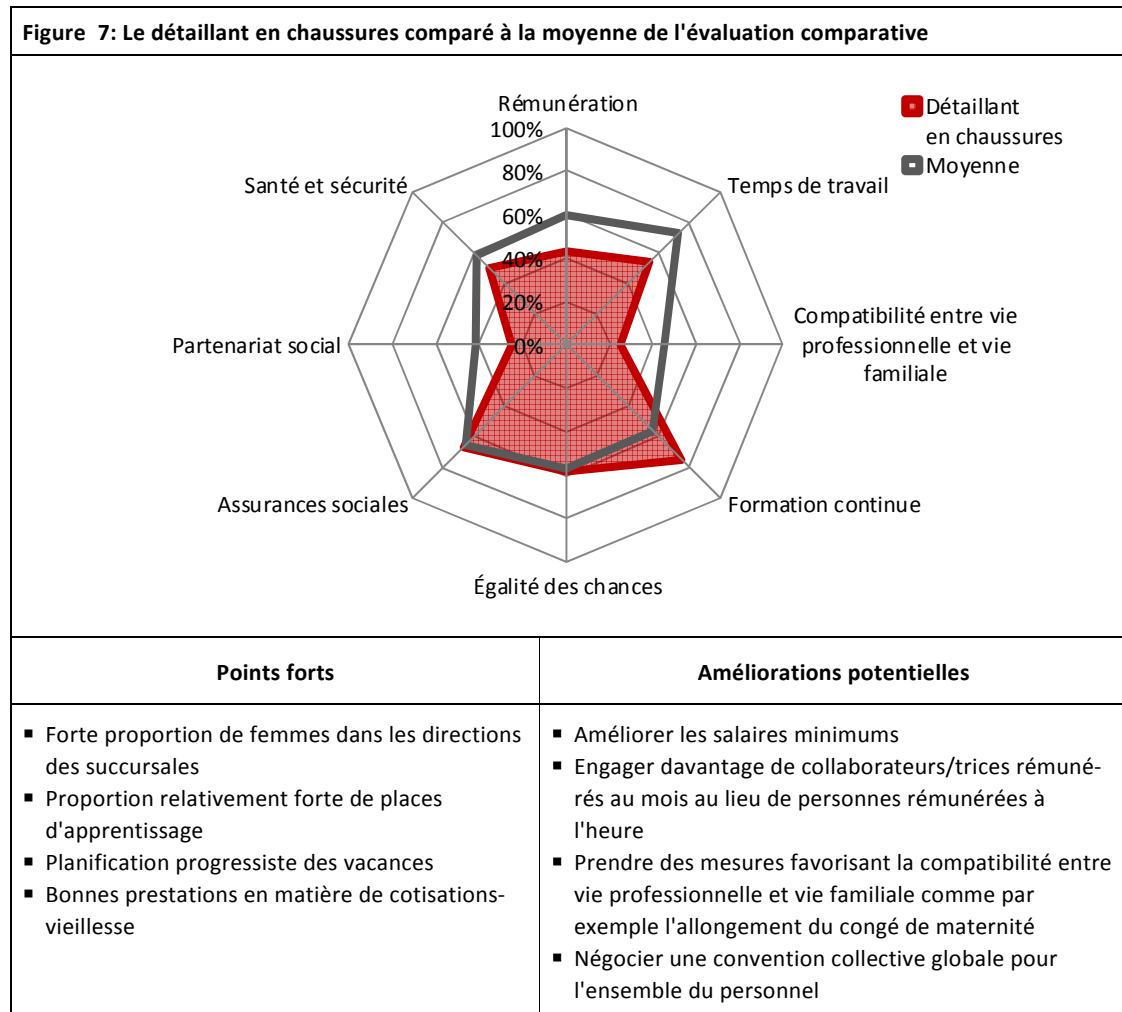 Figure 7: Le détaillant en chaussures comparé à la moyenne de l'évaluation comparative
Rémunération
100%
80%
60%
40%
20%
0%
Détaillant
en chaussures
Moyenne
Santé et sécurité
Temps de travail
Partenariat social
Compatibilité entre vie
professionnelle et vie
familiale
Assurances sociales
Formation continue
Égalité des chances
Points forts
▪ Forte proportion de femmes dans les directions
des succursales
▪ Proportion relativement forte de places
d'apprentissage
▪ Planification progressiste des vacances
▪ Bonnes prestations en matière de cotisations-
vieillesse
Améliorations potentielles
▪ Améliorer les salaires minimums
▪ Engager davantage de collaborateurs/trices rémuné-
rés au mois au lieu de personnes rémunérées à
l'heure
▪ Prendre des mesures favorisant la compatibilité entre
vie professionnelle et vie familiale comme par
exemple l'allongement du congé de maternité
▪ Négocier une convention collective globale pour
l'ensemble du personnel